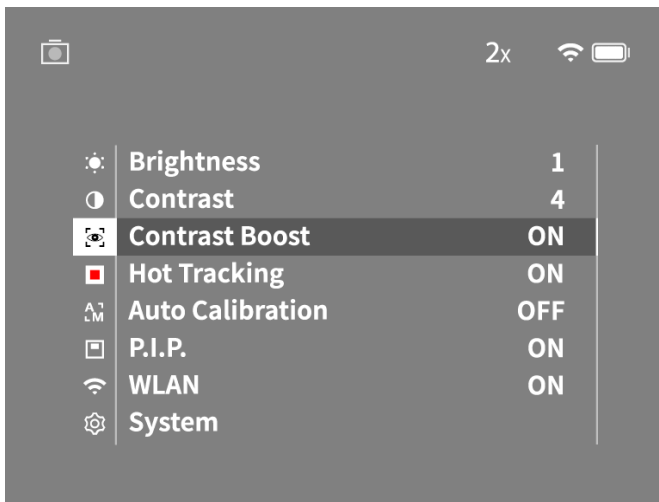 2x
Brightness 1
Contrast 4
Contrast Boost ON
Hot Tracking ON
Auto Calibration OFF
P.I.P. ON
WLAN ON
System